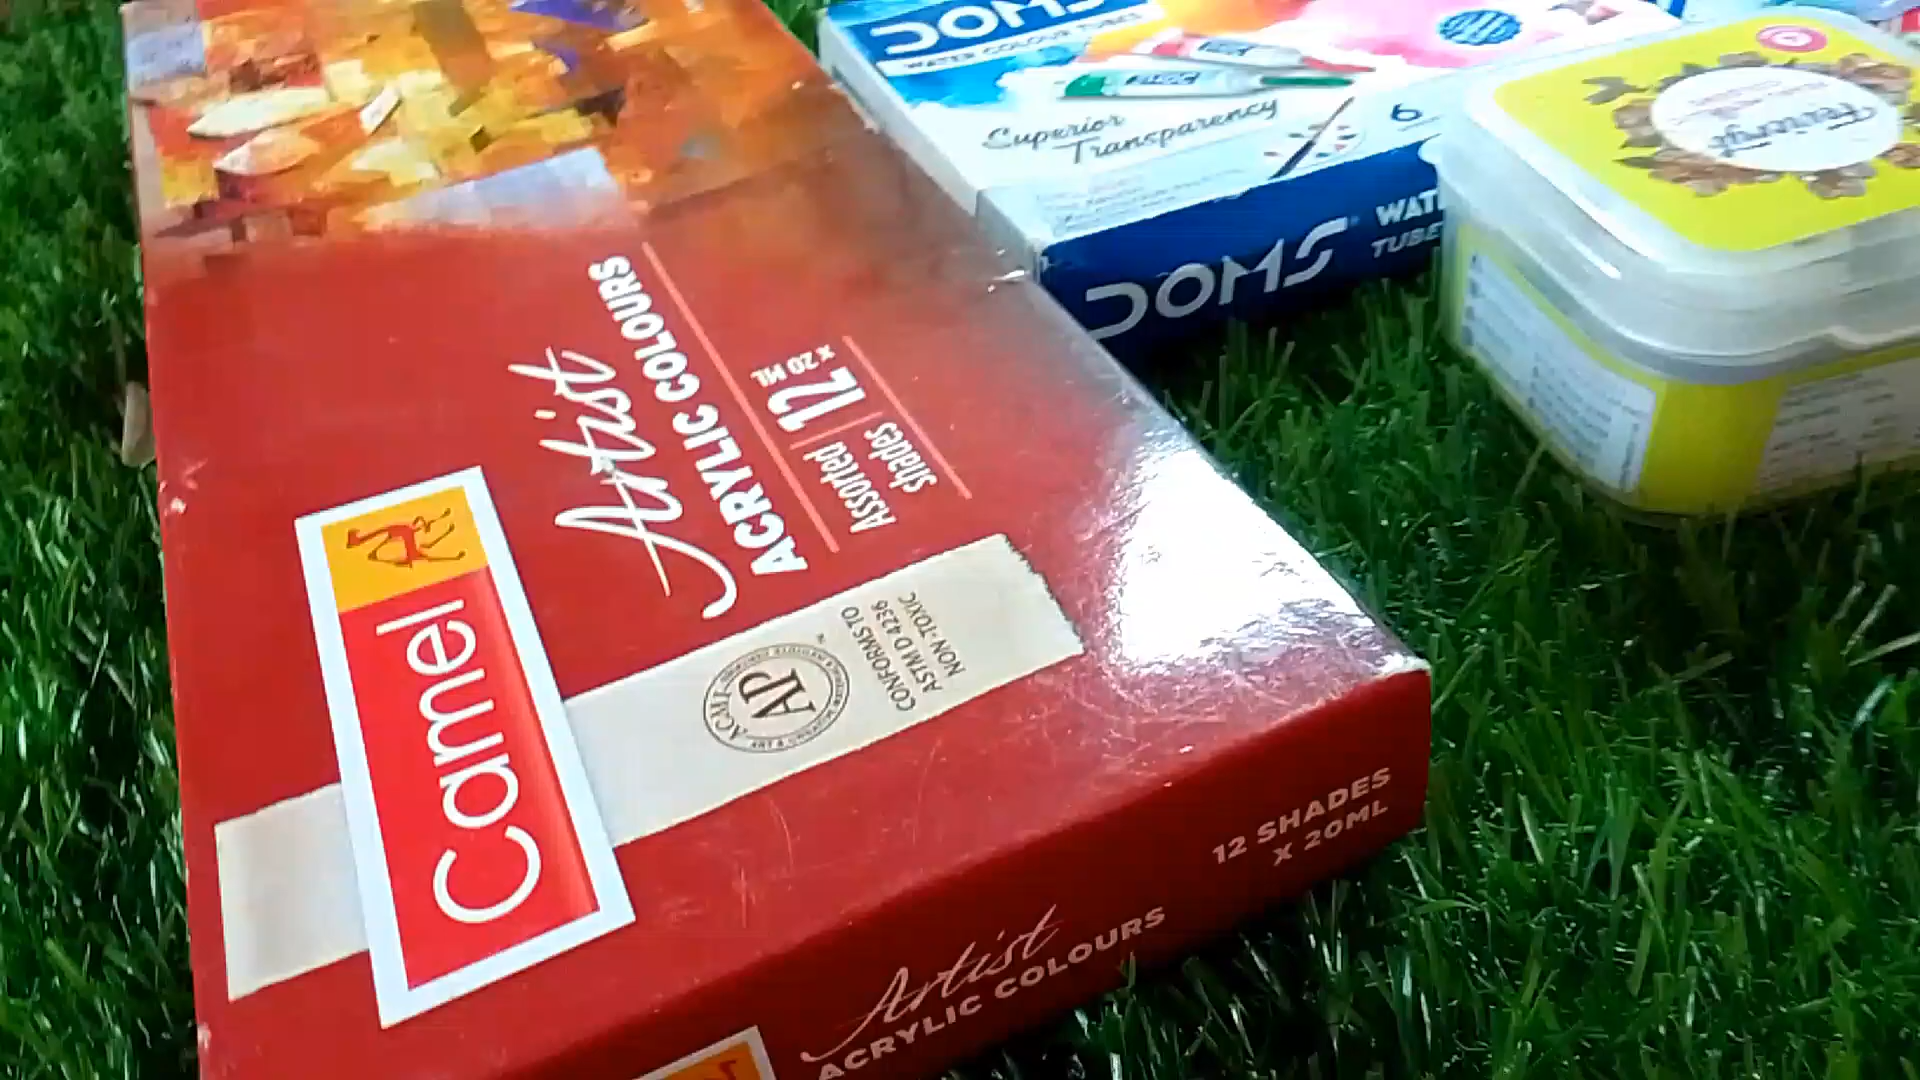 Camel
Artist
ACRYLIC COLOURS
Assorted
shades
12
x 20 ML
ACMI
AP
CONFORMS TO
ASTM D 4236
NON-TOXIC
Artist
ACRYLIC COLOURS
12 SHADES
X 20ML
DOMS
WATER COLOUR TUBES
Superior
Transparency
6
DOMS
WAT
TUBE